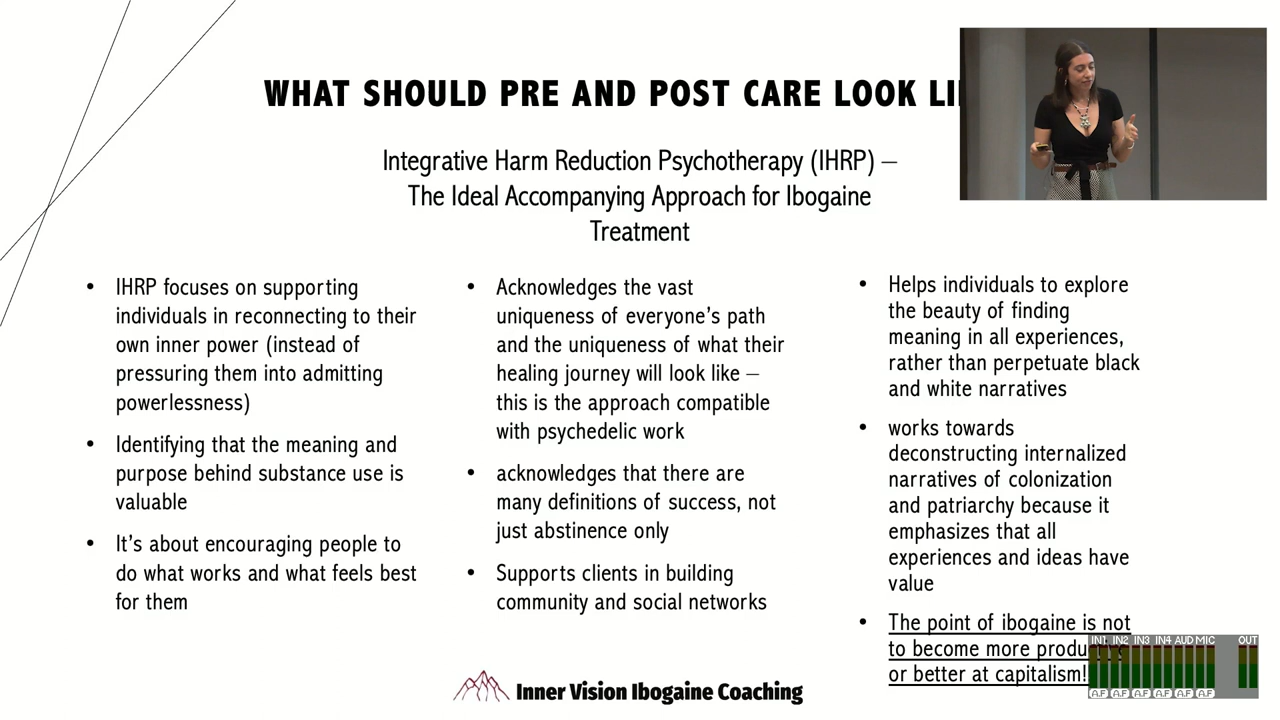 WHAT SHOULD PRE AND POST CARE LOOK
Integrative Harm Reduction Psychotherapy (IHRP) –
The Ideal Accompanying Approach for Ibogaine
Treatment
• IHRP focuses on supporting
individuals in reconnecting to their
own inner power (instead of
pressuring them into admitting
powerlessness)
• Identifying that the meaning and
purpose behind substance use is
valuable
• It's about encouraging people to
do what works and what feels best
for them
• Acknowledges the vast
uniqueness of everyone's path
and the uniqueness of what their
healing journey will look like –
this is the approach compatible
with psychedelic work
• acknowledges that there are
many definitions of success, not
just abstinence only
• Supports clients in building
community and social networks
• Helps individuals to explore
the beauty of finding
meaning in all experiences,
rather than perpetuate black
and white narratives
• works towards
deconstructing internalized
narratives of colonization
and patriarchy because it
emphasizes that all
experiences and ideas have
value
• The point of ibogaine is not
to become more
or better at capitalism!
IN1 IN2 IN3 IN4 AUD MIC OUT
A.F A.F A.F A.F A.F A.F
Inner Vision Ibogaine Coaching